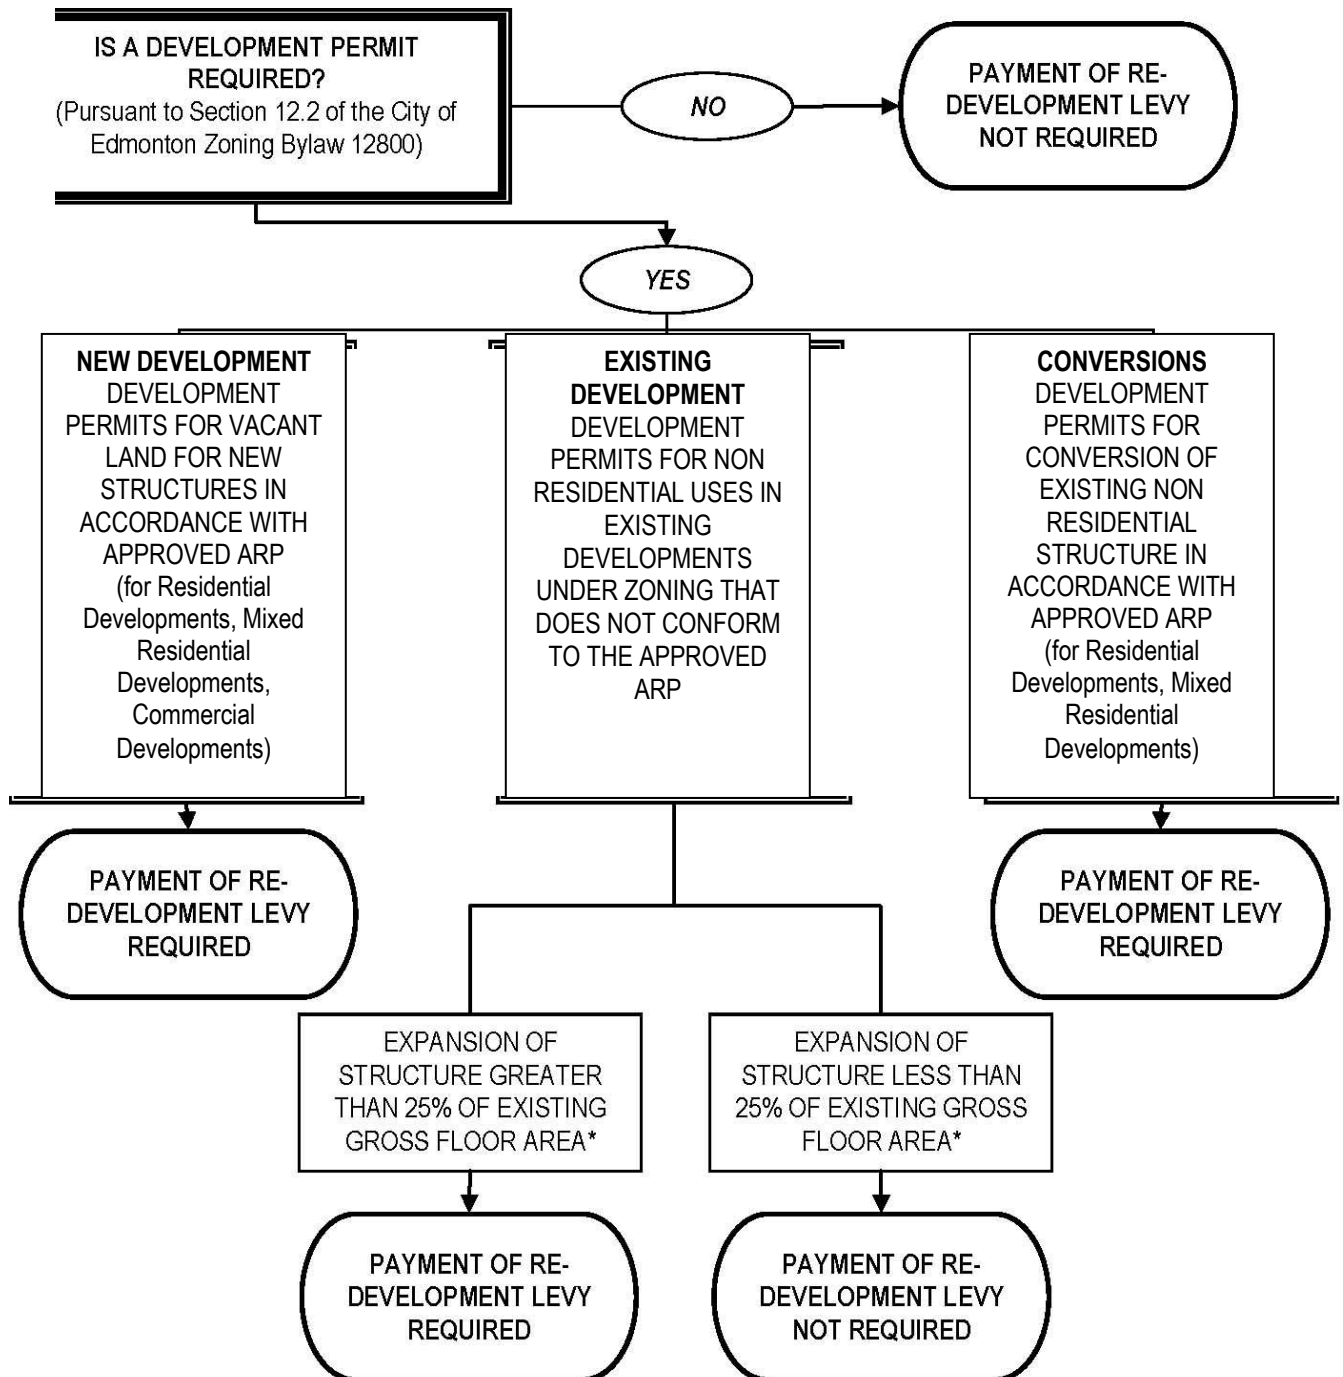 IS A DEVELOPMENT PERMIT
REQUIRED?
(Pursuant to Section 12.2 of the City of
Edmonton Zoning Bylaw 12800)
NO
PAYMENT OF RE-
DEVELOPMENT LEVY
NOT REQUIRED
YES
NEW DEVELOPMENT
DEVELOPMENT
PERMITS FOR VACANT
LAND FOR NEW
STRUCTURES IN
ACCORDANCE WITH
APPROVED ARP
(for Residential
Developments, Mixed
Residential
Developments,
Commercial
Developments)
EXISTING
DEVELOPMENT
DEVELOPMENT
PERMITS FOR NON
RESIDENTIAL USES IN
EXISTING
DEVELOPMENTS
UNDER ZONING THAT
DOES NOT CONFORM
TO THE APPROVED
ARP
CONVERSIONS
DEVELOPMENT
PERMITS FOR
CONVERSION OF
EXISTING NON
RESIDENTIAL
STRUCTURE IN
ACCORDANCE WITH
APPROVED ARP
(for Residential
Developments, Mixed
Residential
Developments)
PAYMENT OF RE-
DEVELOPMENT LEVY
REQUIRED
PAYMENT OF RE-
DEVELOPMENT LEVY
REQUIRED
EXPANSION OF
STRUCTURE GREATER
THAN 25% OF EXISTING
GROSS FLOOR AREA*
EXPANSION OF
STRUCTURE LESS THAN
25% OF EXISTING GROSS
FLOOR AREA*
PAYMENT OF RE-
DEVELOPMENT LEVY
REQUIRED
PAYMENT OF RE-
DEVELOPMENT LEVY
NOT REQUIRED